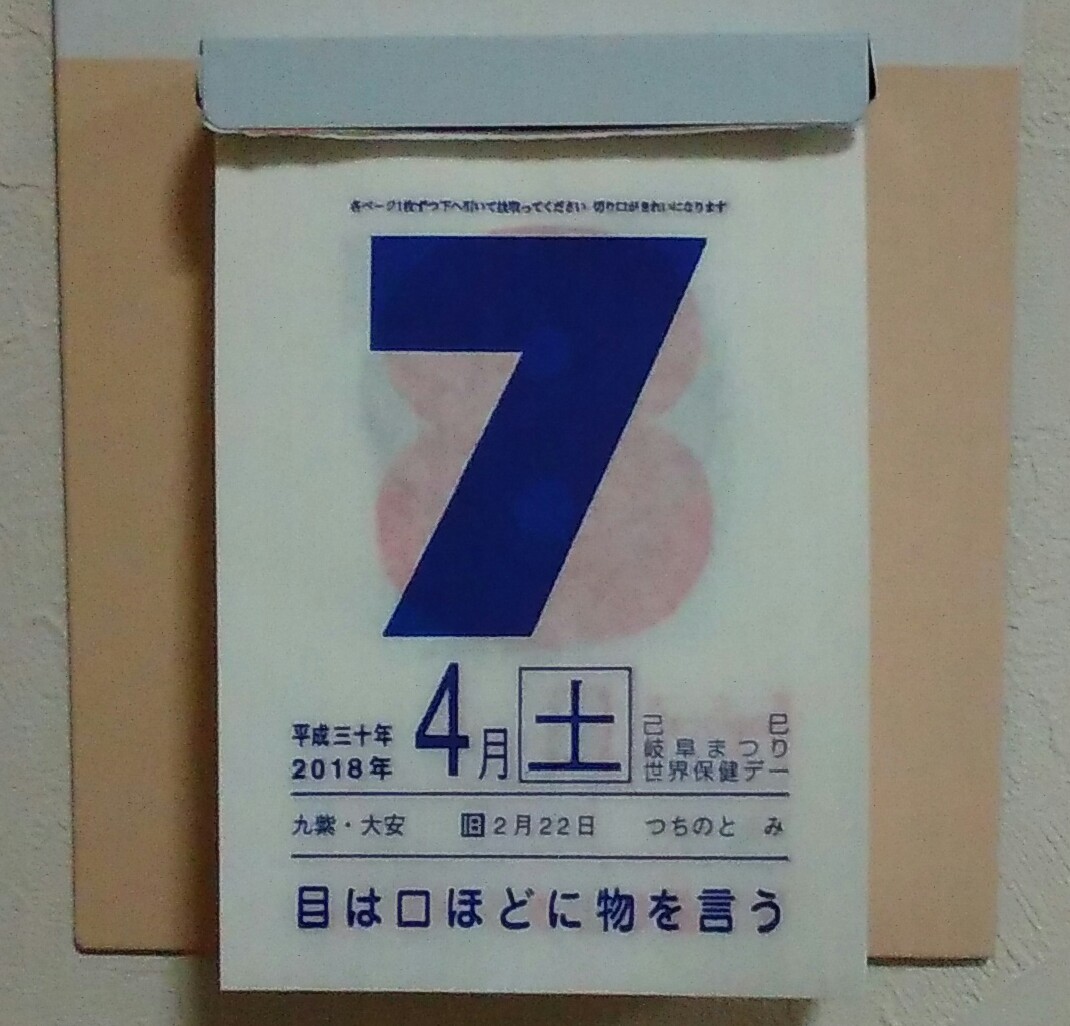 各ページ1枚ずつ下へ引いて抜取ってください 切り口がきれいになります
7
平成三十年
2018年
4月
土
己 巳
岐阜まつり
世界保健デー
九紫・大安 旧2月22日 つちのと み
目は口ほどに物を言う